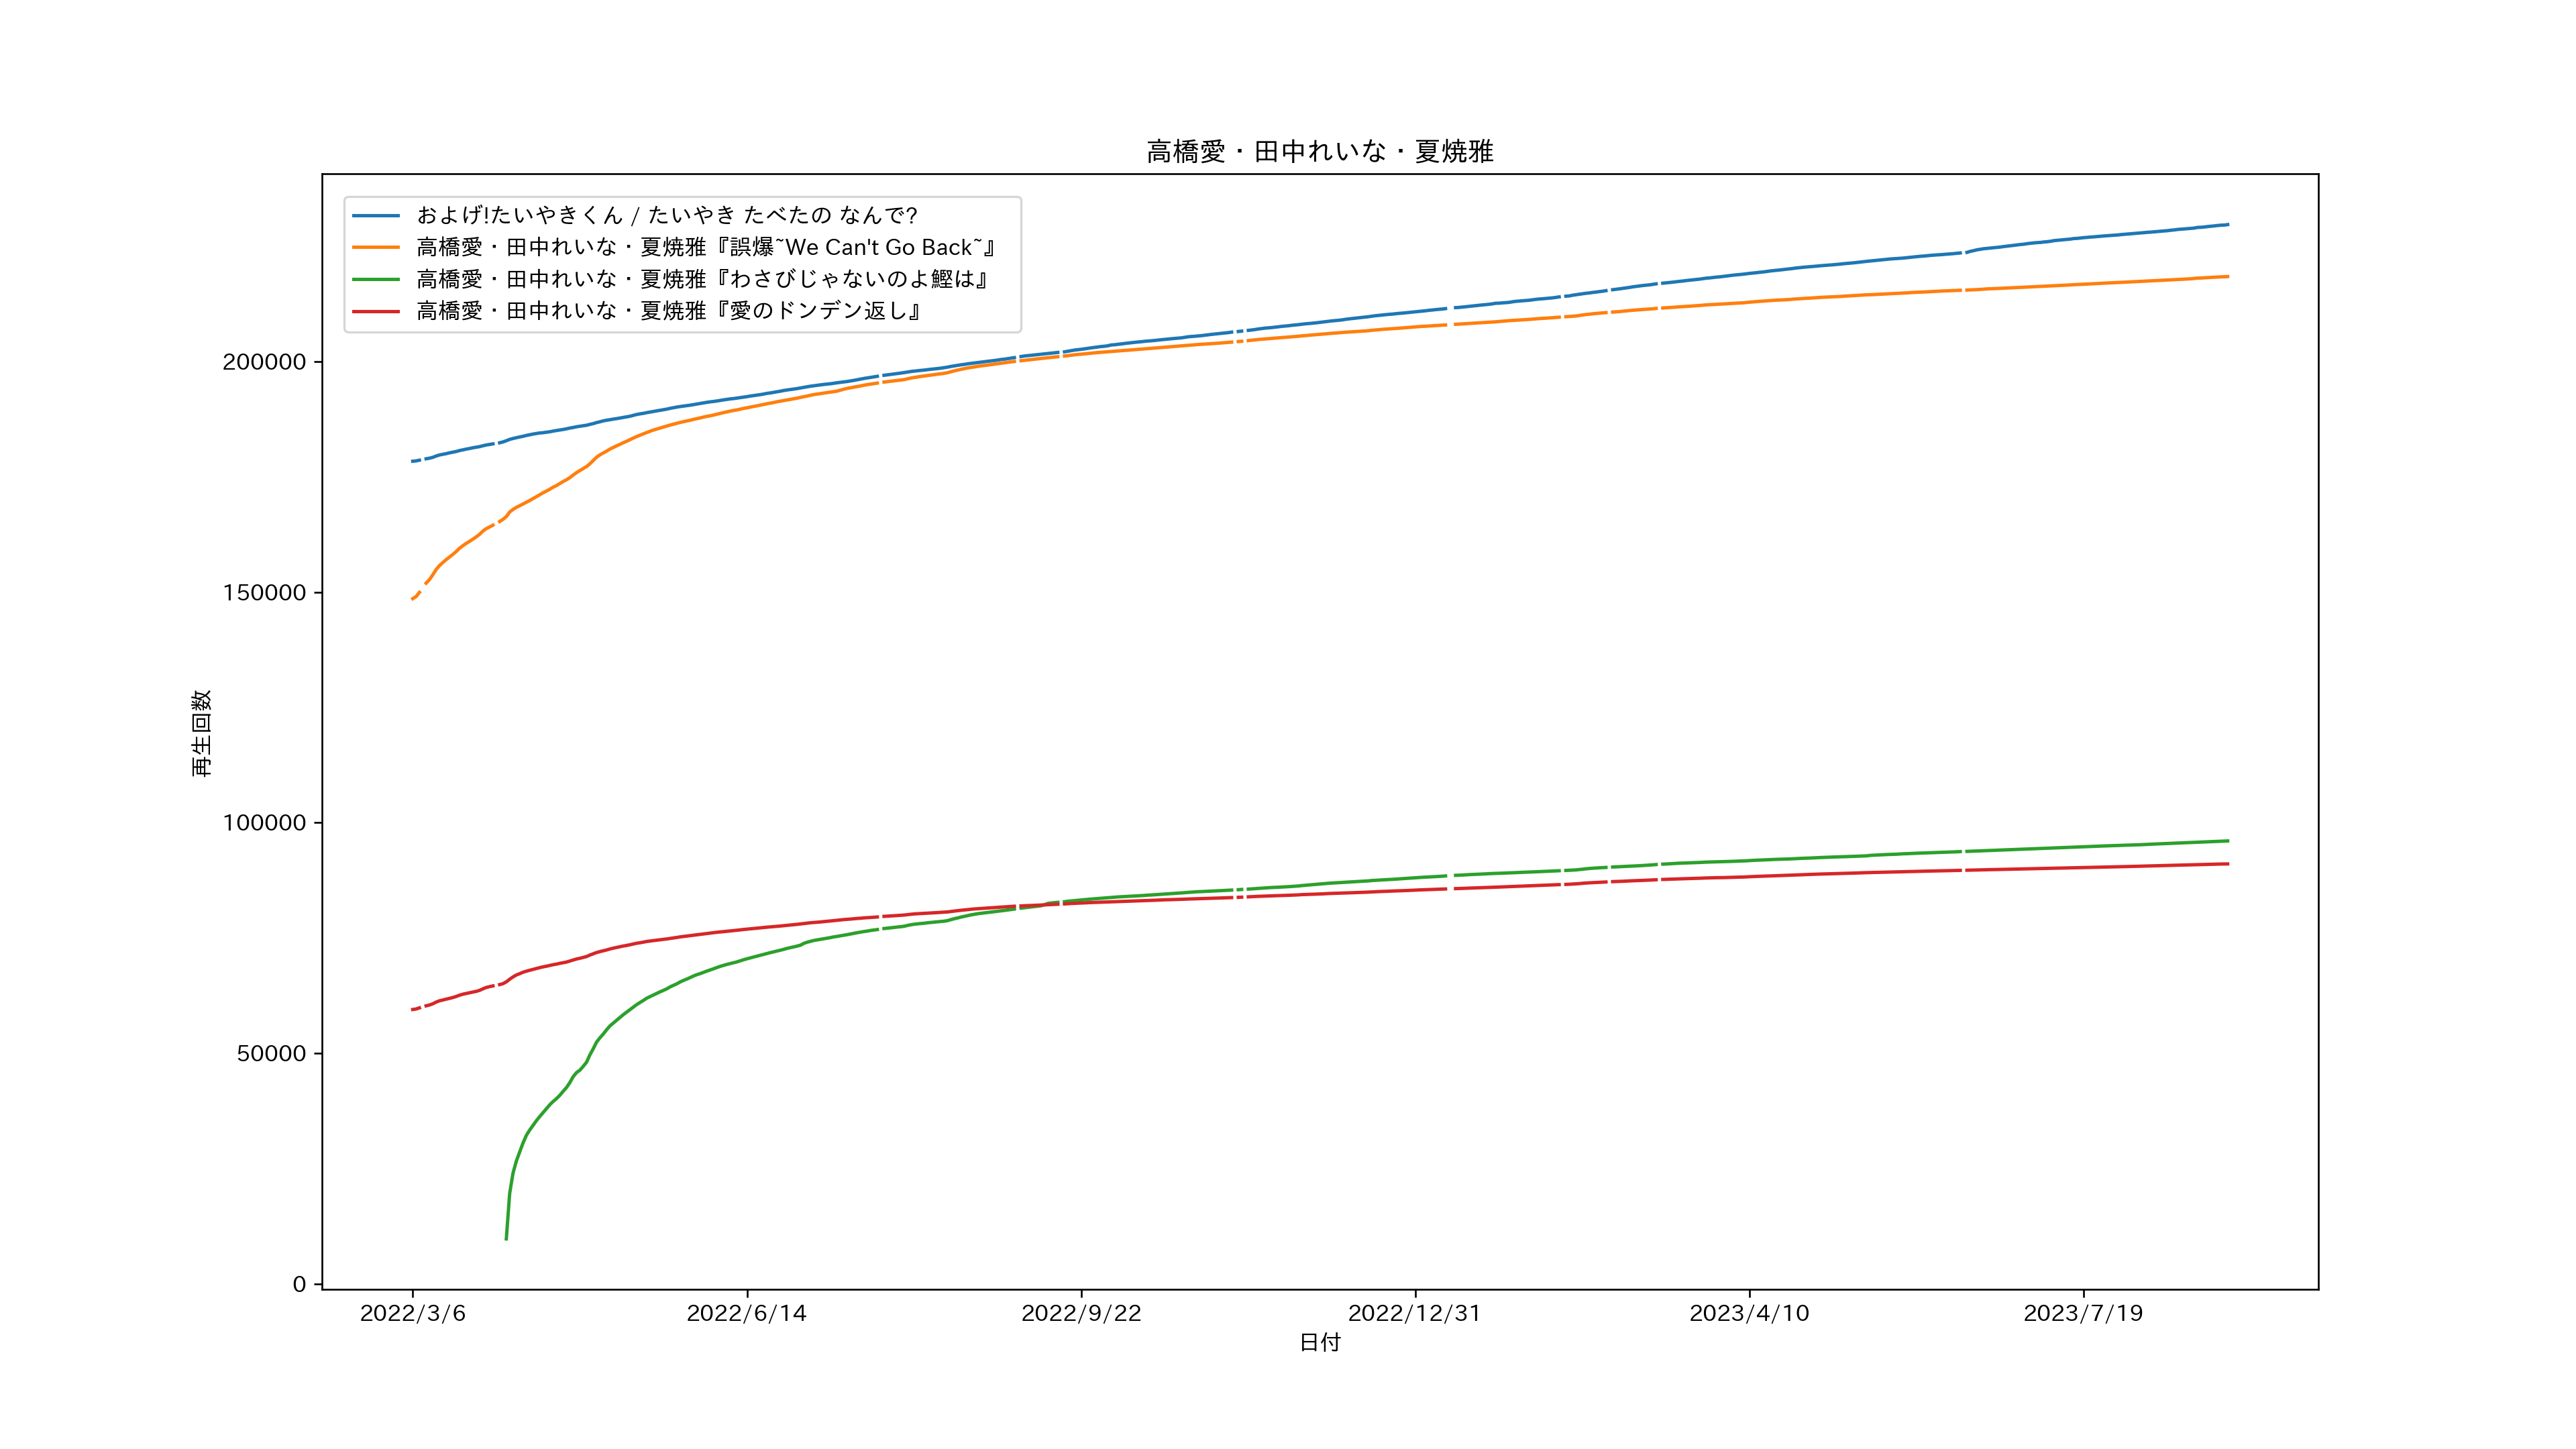 高橋愛・田中れいな・夏焼雅
およげ!たいやきくん / たいやき たべたの なんで?
高橋愛・田中れいな・夏焼雅『誤爆~We Can't Go Back~』
高橋愛・田中れいな・夏焼雅『わさびじゃないのよ鰹は』
高橋愛・田中れいな・夏焼雅『愛のドンデン返し』
200000
150000
100000
50000
0
再生回数
2022/3/6 2022/6/14 2022/9/22 2022/12/31 2023/4/10 2023/7/19
日付